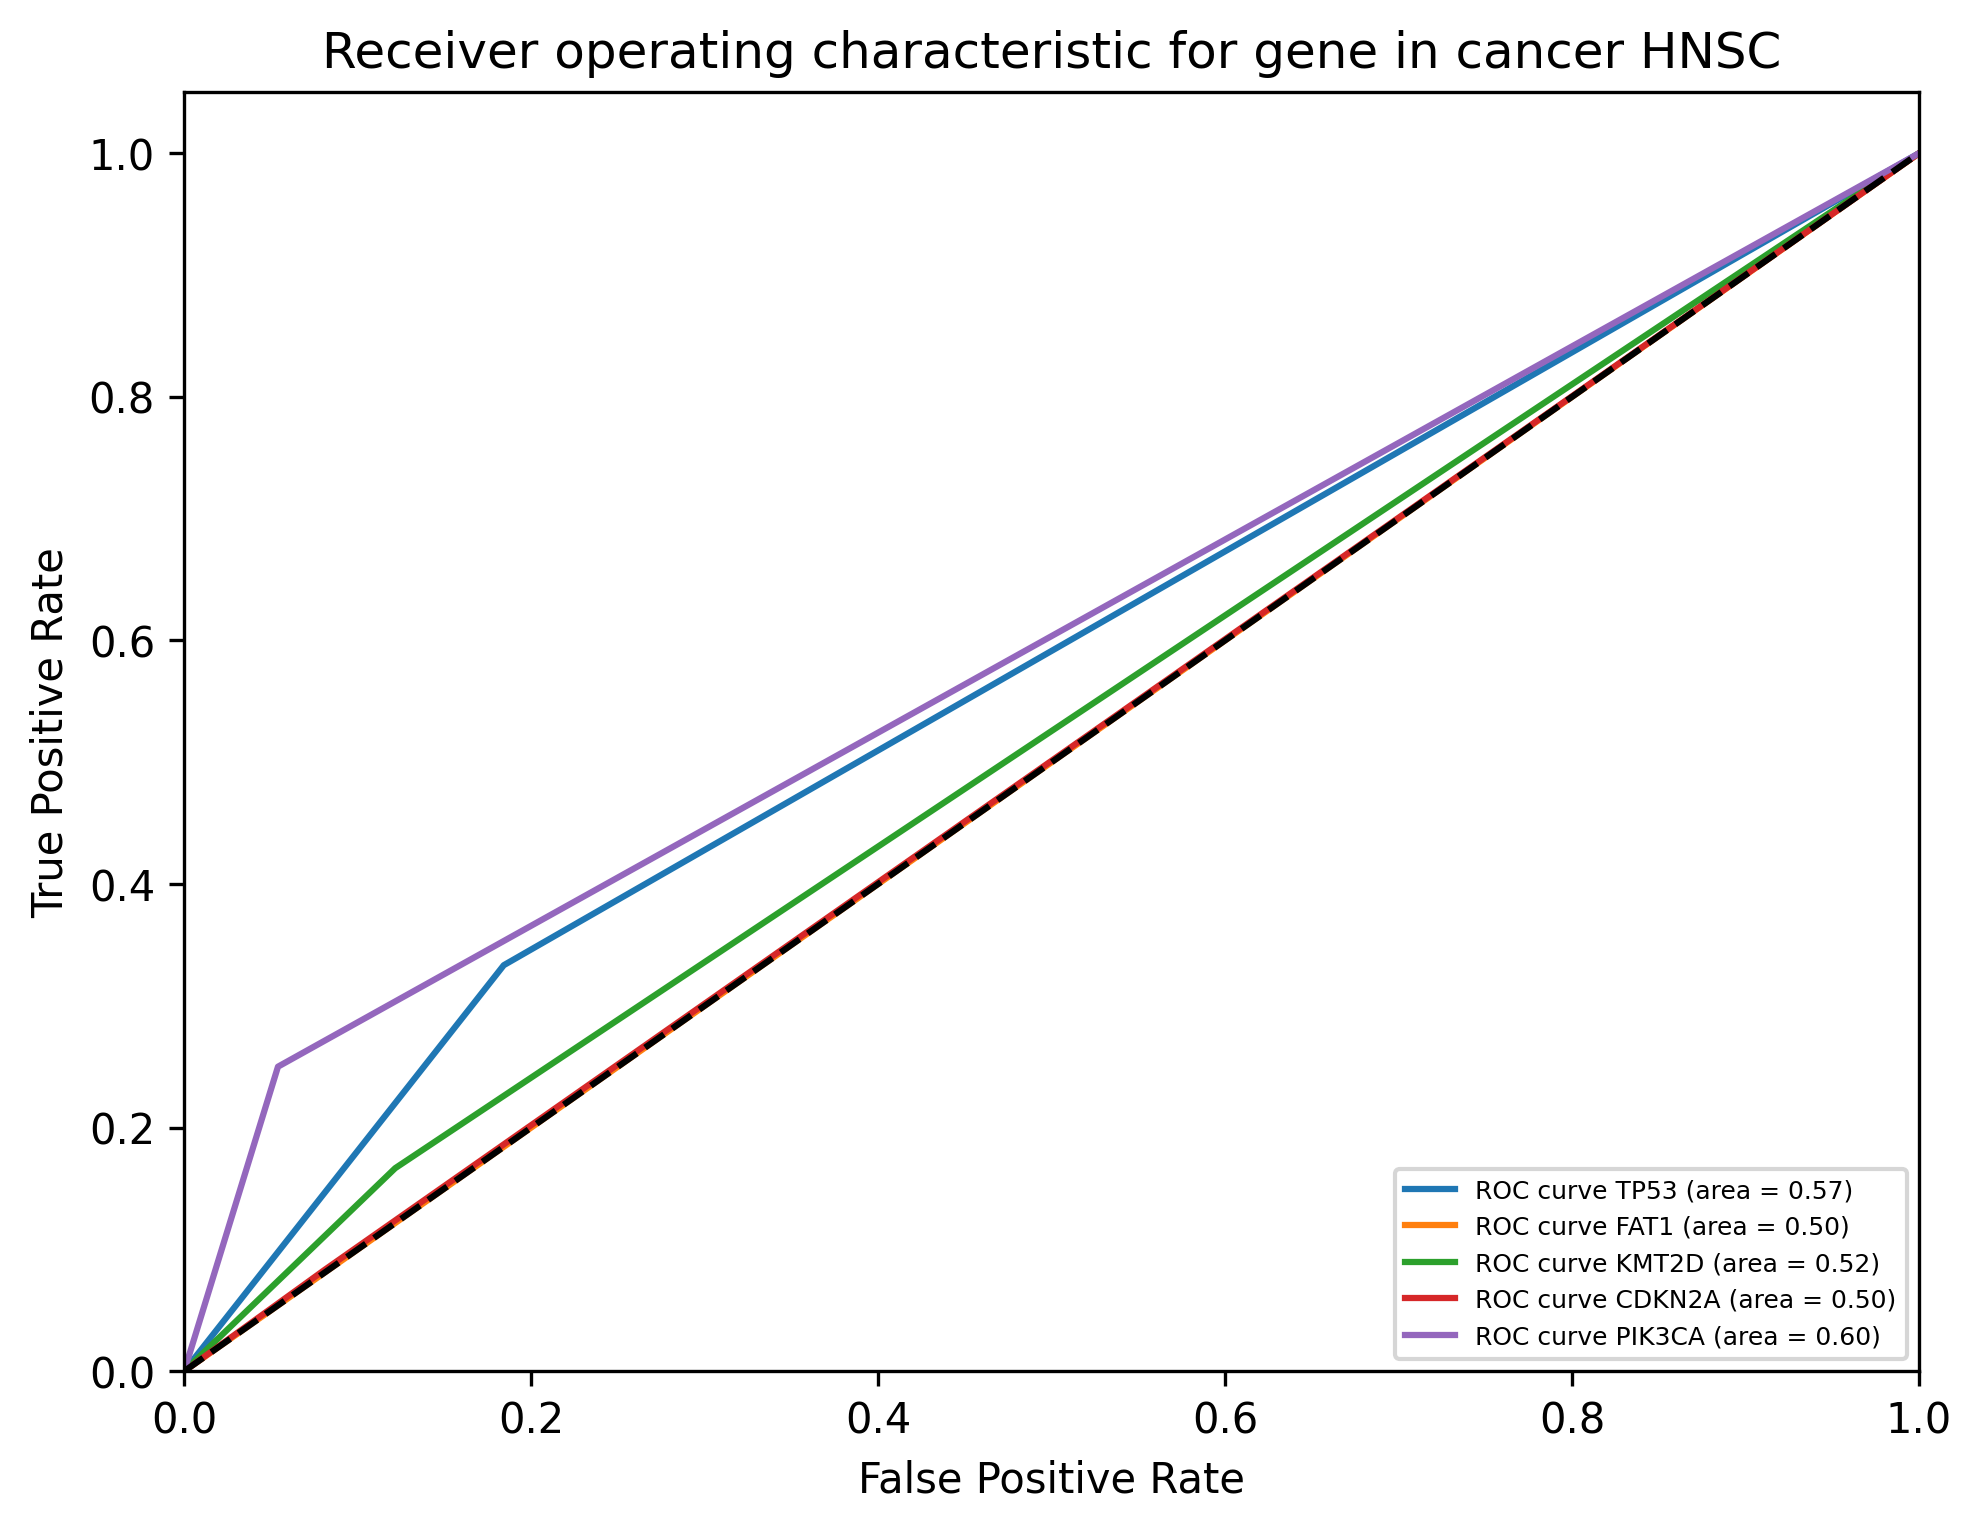 Receiver operating characteristic for gene in cancer HNSC
1.0
0.8
0.6
0.4
0.2
0.0
True Positive Rate
0.0 0.2 0.4 0.6 0.8 1.0
False Positive Rate
ROC curve TP53 (area = 0.57)
ROC curve FAT1 (area = 0.50)
ROC curve KMT2D (area = 0.52)
ROC curve CDKN2A (area = 0.50)
ROC curve PIK3CA (area = 0.60)